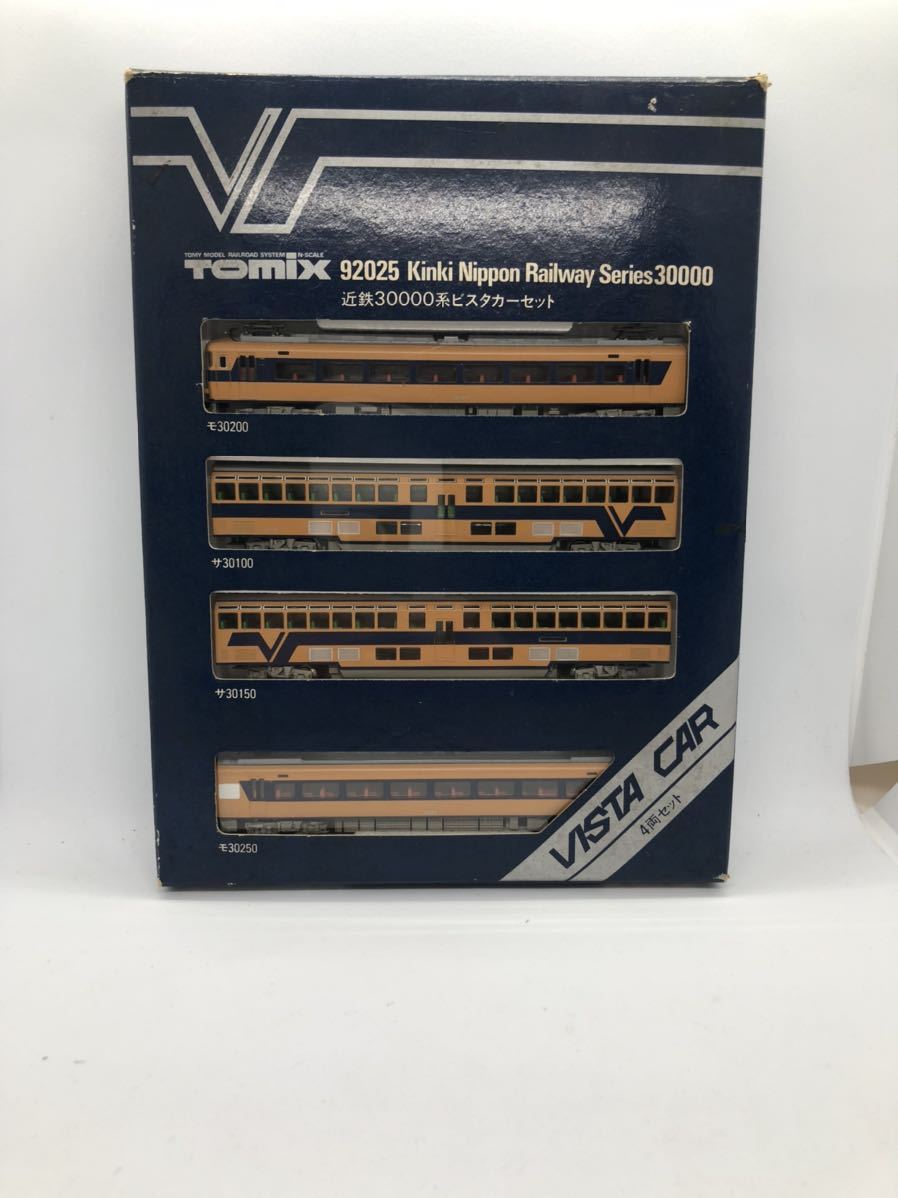 TOMY MODEL RAILROAD SYSTEM N-SCALE
TOMIX 92025 Kinki Nippon Railway Series 30000
近鉄30000系ビスタカーセット
モ30200
サ30100
サ30150
モ30250
VISTA CAR
4両セット